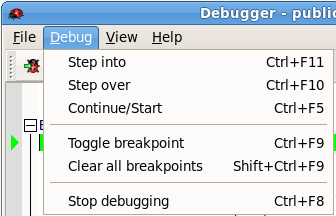 Debugger - public
File Debug View Help
Step into Ctrl+F11
Step over Ctrl+F10
Continue/Start Ctrl+F5
Toggle breakpoint Ctrl+F9
Clear all breakpoints Shift+Ctrl+F9
Stop debugging Ctrl+F8